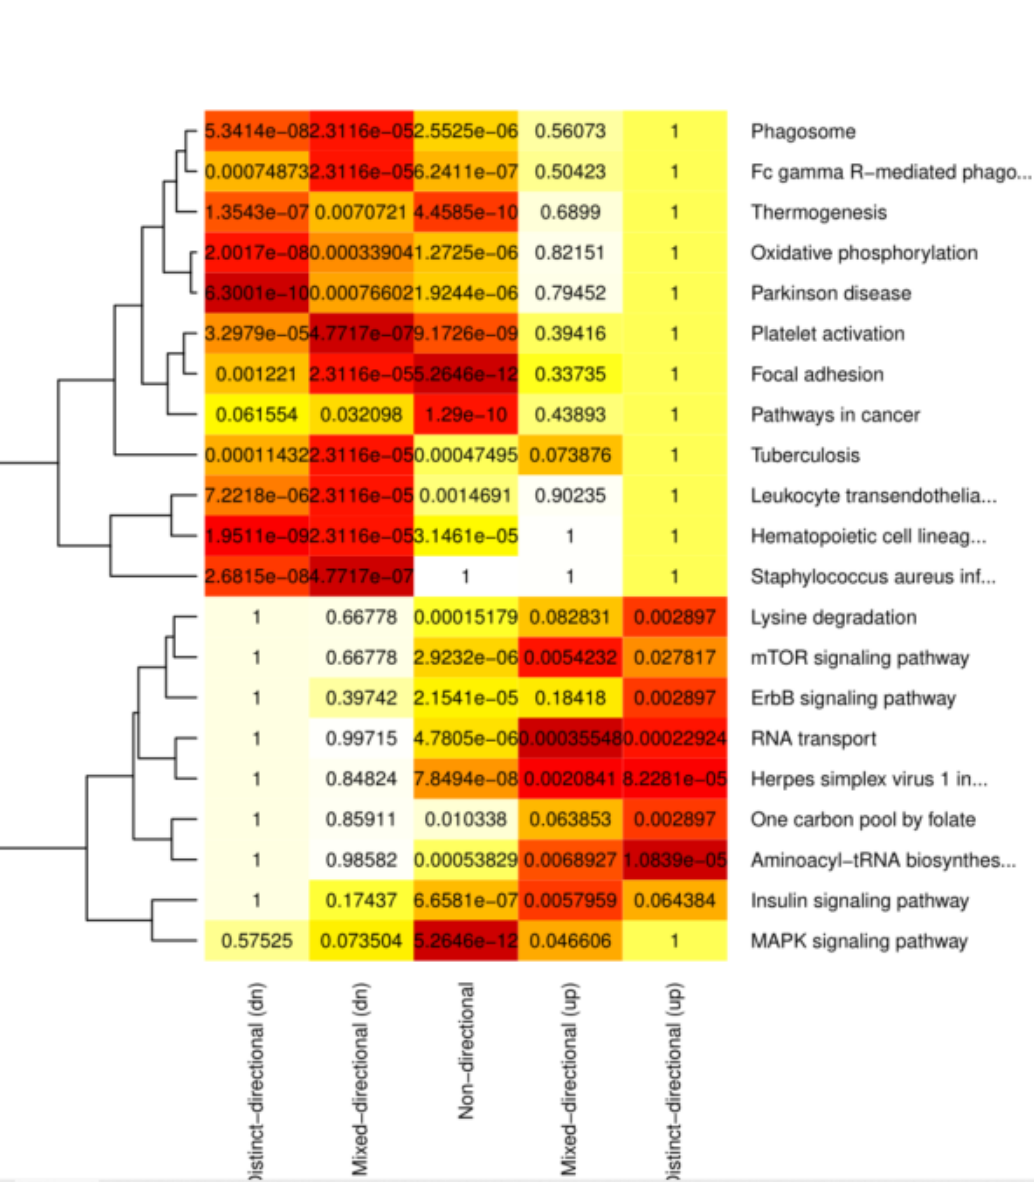 5.3414e−08 2.3116e−05 2.5525e−06 0.56073 1 Phagosome
0.00074873 2.3116e−05 6.2411e−07 0.50423 1 Fc gamma R−mediated phago...
1.3543e−07 0.0070721 4.4585e−10 0.6899 1 Thermogenesis
2.0017e−08 0.00033904 1.2725e−06 0.82151 1 Oxidative phosphorylation
6.3001e−10 0.00076602 1.9244e−06 0.79452 1 Parkinson disease
3.2979e−05 4.7717e−07 9.1726e−09 0.39416 1 Platelet activation
0.001221 2.3116e−05 5.2646e−12 0.33735 1 Focal adhesion
0.061554 0.032098 1.29e−10 0.43893 1 Pathways in cancer
0.00011432 2.3116e−05 0.00047495 0.073876 1 Tuberculosis
7.2218e−06 2.3116e−05 0.0014691 0.90235 1 Leukocyte transendothelia...
1.9511e−09 2.3116e−05 3.1461e−05 1 1 Hematopoietic cell lineag...
2.6815e−08 4.7717e−07 1 1 1 Staphylococcus aureus inf...
1 0.66778 0.00015179 0.082831 0.002897 Lysine degradation
1 0.66778 2.9232e−06 0.0054232 0.027817 mTOR signaling pathway
1 0.39742 2.1541e−05 0.18418 0.002897 ErbB signaling pathway
1 0.99715 4.7805e−06 0.00035548 0.00022924 RNA transport
1 0.84824 7.8494e−08 0.0020841 8.2281e−05 Herpes simplex virus 1 in...
1 0.85911 0.010338 0.063853 0.002897 One carbon pool by folate
1 0.98582 0.00053829 0.0068927 1.0839e−05 Aminoacyl−tRNA biosynthes...
1 0.17437 6.6581e−07 0.0057959 0.064384 Insulin signaling pathway
0.57525 0.073504 5.2646e−12 0.046606 1 MAPK signaling pathway
Distinct−directional (dn)
Mixed−directional (dn)
Non−directional
Mixed−directional (up)
Distinct−directional (up)